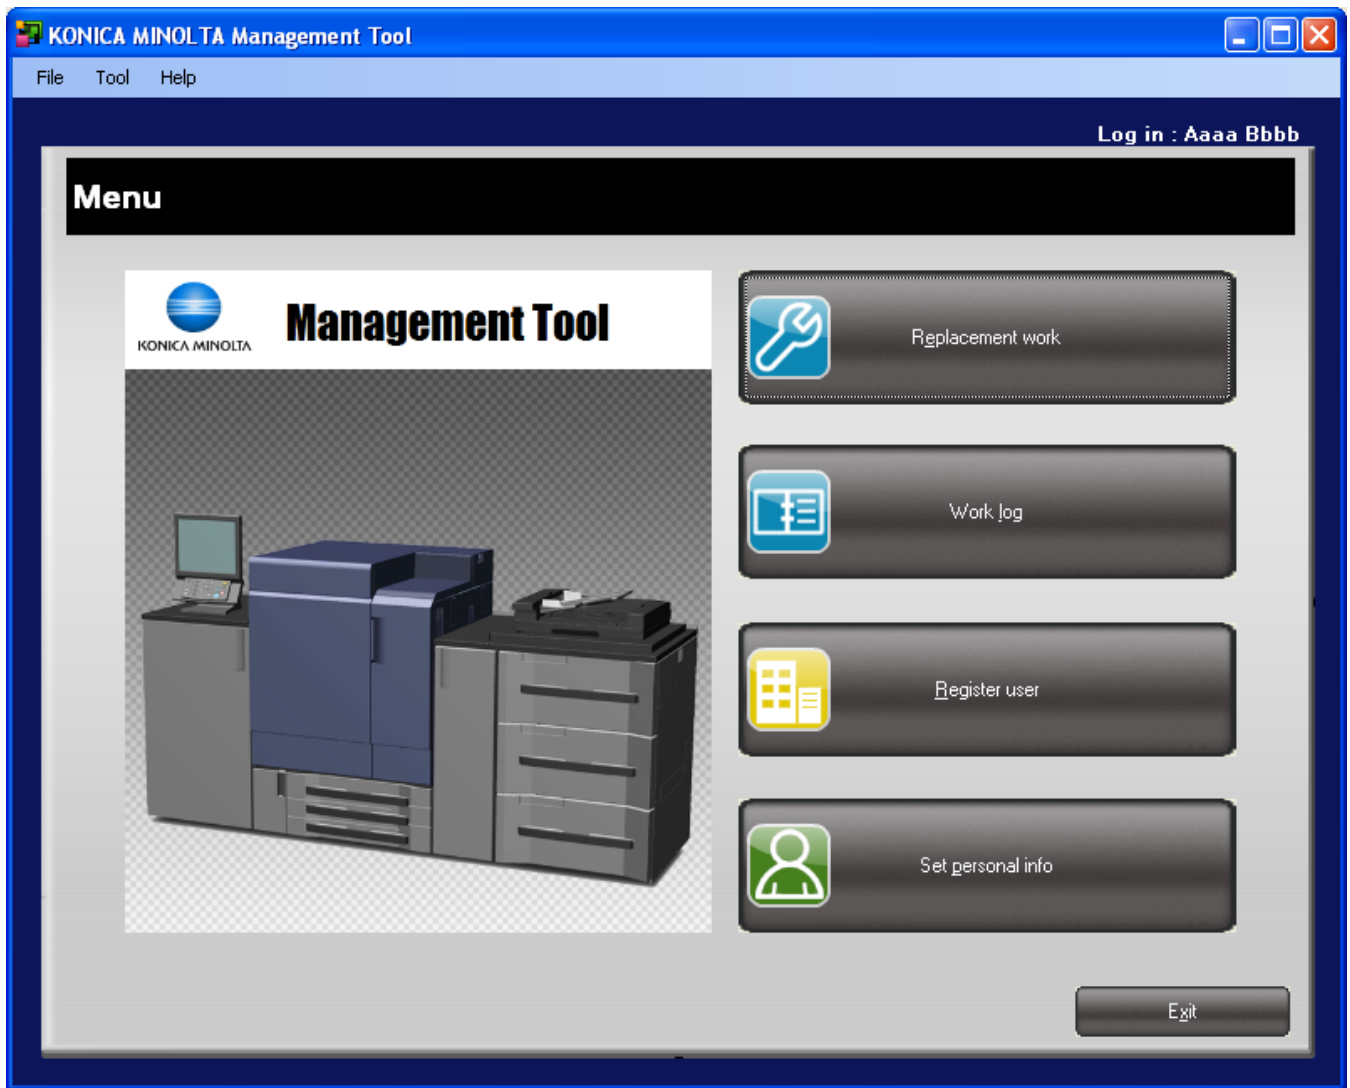 KONICA MINOLTA Management Tool
File Tool Help
Log in : Aaaa Bbbb
Menu
KONICA MINOLTA
Management Tool
Replacement work
Work log
Register user
Set personal info
Exit